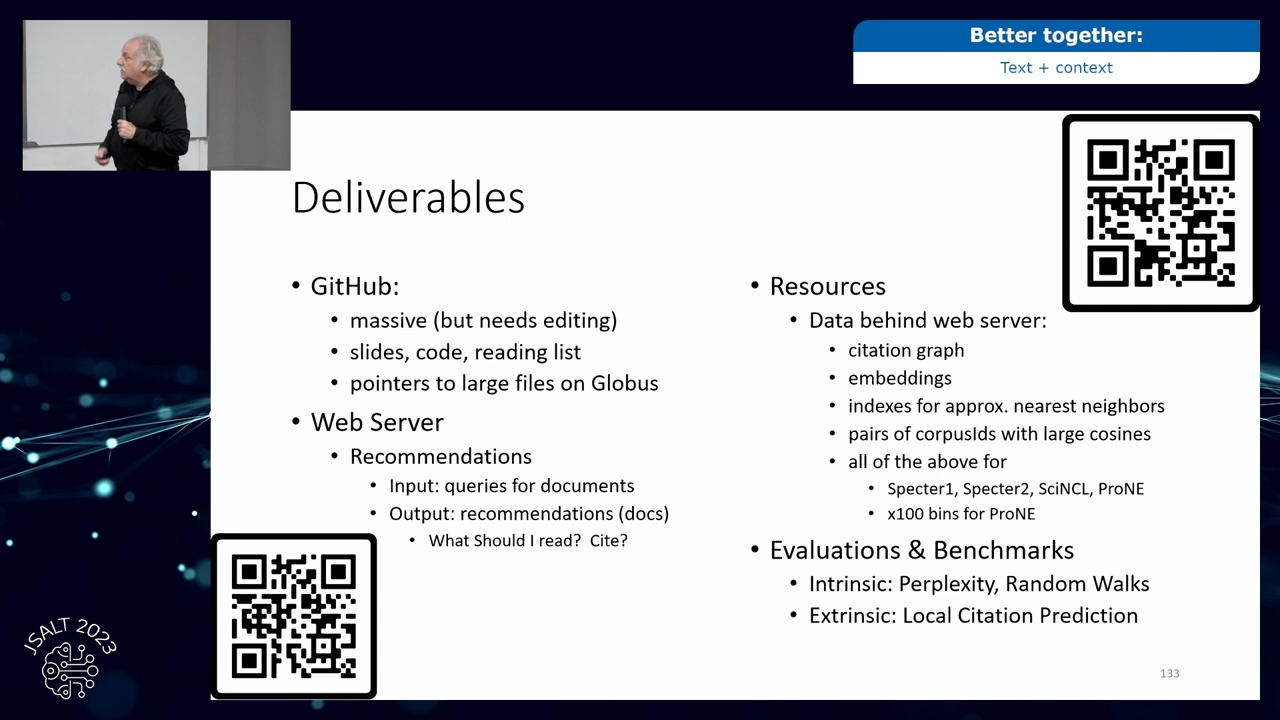 Better together:
Text + context
Deliverables
• GitHub:
• massive (but needs editing)
• slides, code, reading list
• pointers to large files on Globus
• Web Server
• Recommendations
• Input: queries for documents
• Output: recommendations (docs)
• What Should I read? Cite?
• Resources
• Data behind web server:
• citation graph
• embeddings
• indexes for approx. nearest neighbors
• pairs of corpusIds with large cosines
• all of the above for
• Specter1, Specter2, SciNCL, ProNE
• x100 bins for ProNE
• Evaluations & Benchmarks
• Intrinsic: Perplexity, Random Walks
• Extrinsic: Local Citation Prediction
133
JSALT 2023